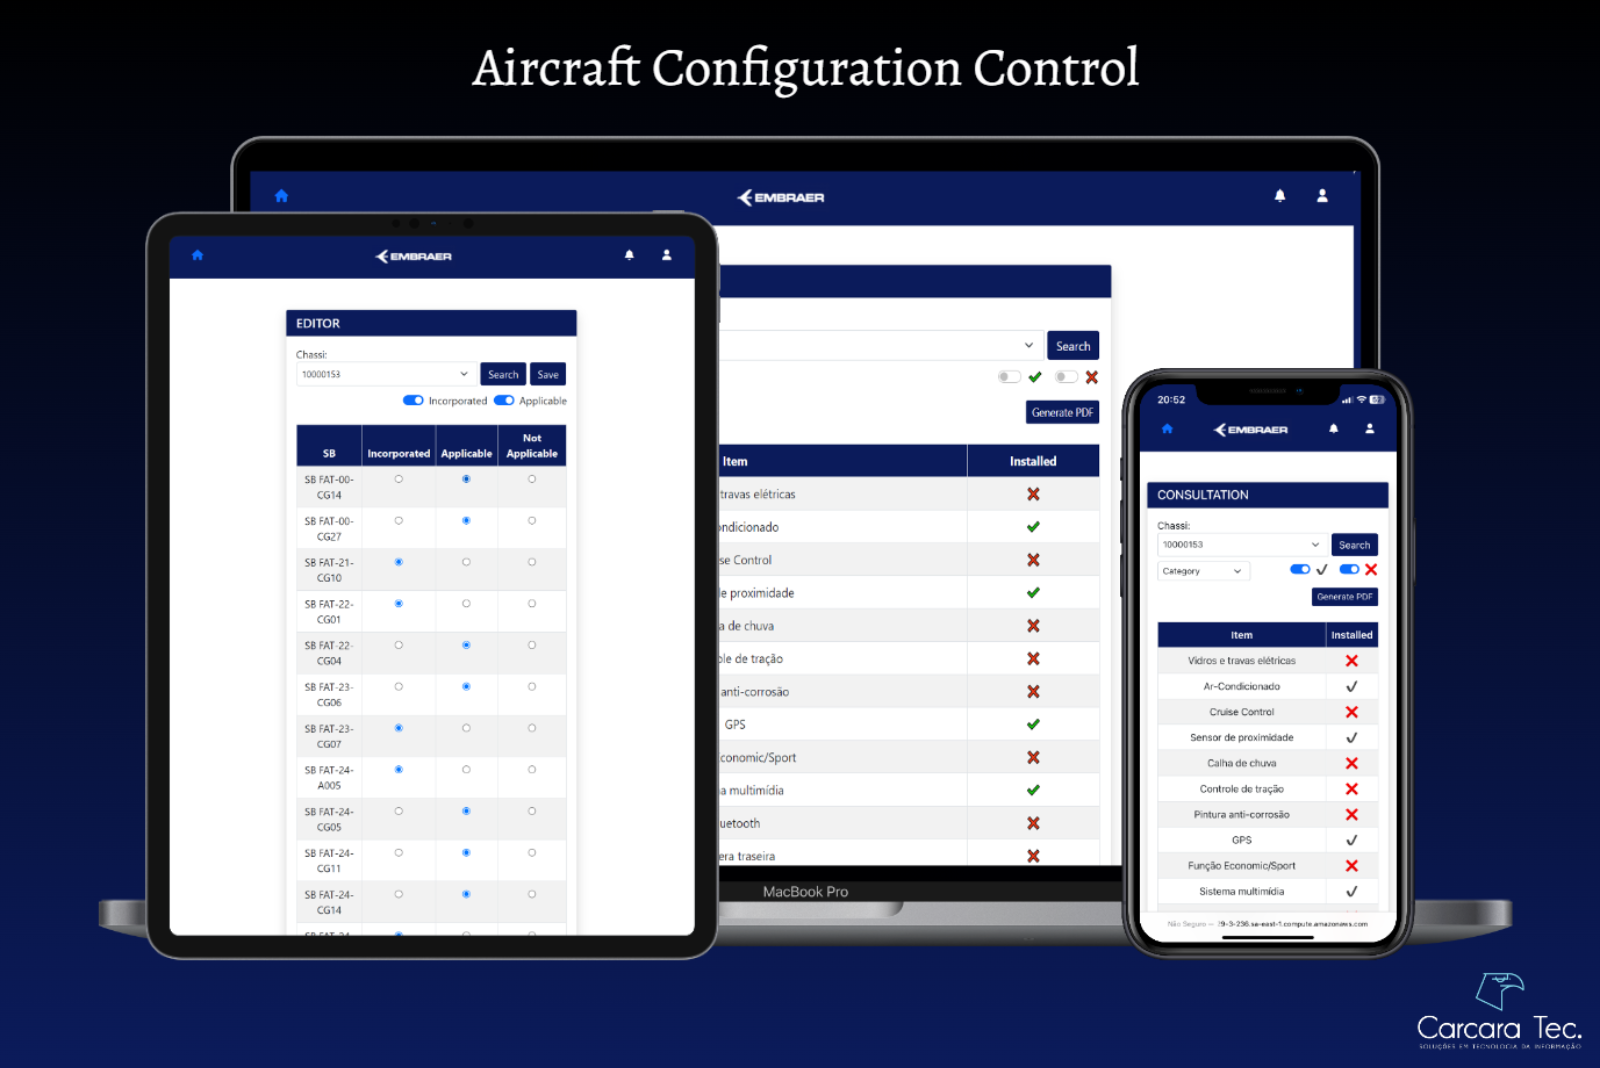 Aircraft Configuration Control
EMBRAER
EMBRAER
EDITOR
Chassi:
10000153
Search
Save
Incorporated
Applicable
SB
Incorporated
Applicable
Not
Applicable
SB FAT-00-
CG14
SB FAT-00-
CG27
SB FAT-21-
CG10
SB FAT-22-
CG01
SB FAT-22-
CG04
SB FAT-23-
CG06
SB FAT-23-
CG07
SB FAT-24-
A005
SB FAT-24-
CG05
SB FAT-24-
CG11
SB FAT-24-
CG14
SB FAT-24-
Search
Generate PDF
Item
Installed
travas elétricas
ondicionado
se Control
e proximidade
a de chuva
ole de tração
anti-corrosão
GPS
conomic/Sport
a multimídia
uetooth
era traseira
MacBook Pro
20:52
EMBRAER
CONSULTATION
Chassi:
10000153
Search
Category
Generate PDF
Item
Installed
Vidros e travas elétricas
Ar-Condicionado
Cruise Control
Sensor de proximidade
Calha de chuva
Controle de tração
Pintura anti-corrosão
GPS
Função Economic/Sport
Sistema multimídia
Não Seguro — 79-3-236.sa-east-1.compute.amazonaws.com
Carcara Tec.
SOLUÇÕES EM TECNOLOGIA DA INFORMAÇÃO